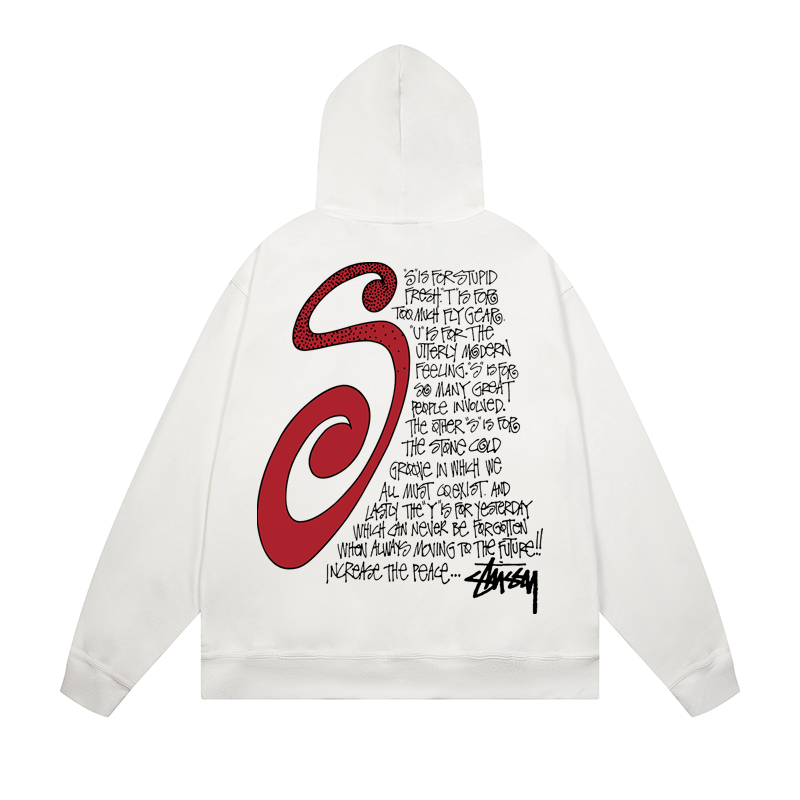 "S" IS FOR STUPID
FRESH. "T" IS FOR
TOO MUCH FLY GEAR.
"U" IS FOR THE
UTTERLY MODERN
FEELING. "S" IS FOR
SO MANY GREAT
PEOPLE INVOLVED.
THE OTHER "S" IS FOR
THE STONE COLD
GROOVE IN WHICH WE
ALL MUST COEXIST. AND
LASTLY THE "Y" IS FOR YESTERDAY
WHICH CAN NEVER BE FORGOTTEN
WHEN ALWAYS MOVING TO THE FUTURE!!
INCREASE THE PEACE...
STÜSSY